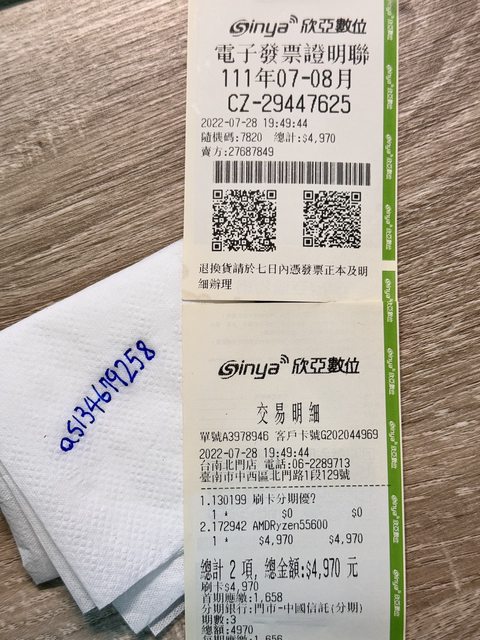 Sinya 欣亞數位
電子發票證明聯
111年07-08月
CZ-29447625
2022-07-28 19:49:44
隨機碼:7820 總計:$4,970
賣方:27687849
退換貨請於七日內憑發票正本及明
細辦理
Sinya 欣亞數位
交易明細
單號A3978946 客戶卡號G202044969
2022-07-28 19:49:44
台南北門店 電話:06-2289713
臺南市中西區北門路1段129號
1.130199 刷卡分期優?
1 * $0 $0
2.172942 AMDRyzen55600
1 * $4,970 $4,970
總計 2 項, 總金額:$4,970 元
刷卡$4,970
首期應繳:1,658
分期銀行:門市-中國信託(分期)
期數:3
總額:4970
每期應繳:1,656
qs134679258